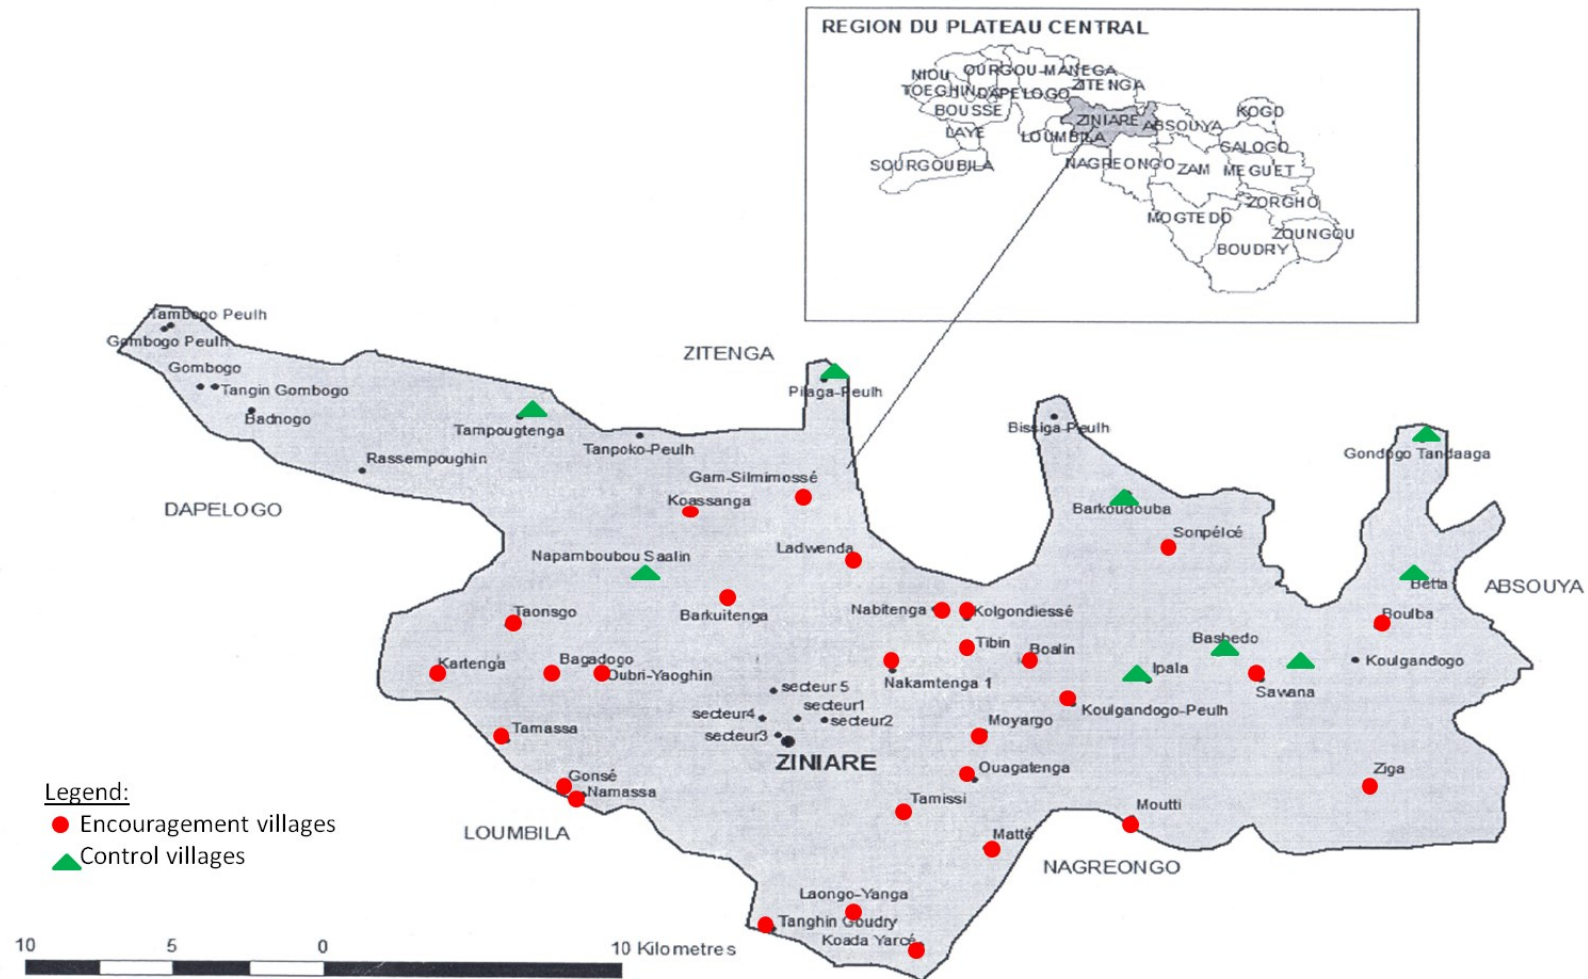 REGION DU PLATEAU CENTRAL
NIOU
OURGOU-MANEGA
ZITENGA
TOEGHIN
DAPELOGO
BOUSSE
ZINIARE
ABSOUYA
KOGD
LAYE
LOUMBILA
SALOGO
SOURGOUBILA
NAGREONGO
ZAM
MEGUET
ZORGHO
MOGTEDO
ZOUNGOU
BOUDRY
Tambogo Peulh
Gombogo Peulh
ZITENGA
Gombogo
Tangin Gombogo
Pilaga-Peulh
Badnogo
Tampougtenga
Bissiga Peulh
Tanpoko-Peulh
Gondogo Tandaaga
Rassempoughin
Gam-Silmimossé
Koassanga
DAPELOGO
Barkoudouba
Sonpélcé
Ladwenda
Napamboubou Saalin
Betta
ABSOUYA
Taonsgo
Barkuitenga
Nabitenga
Kolgondiessé
Boulba
Tibin
Boalin
Basbedo
Kartenga
Bagadogo
Oubri-Yaoghin
Ipala
Koulgandogo
Nakamtenga 1
Sawana
secteur 5
secteur1
secteur4
secteur2
secteur3
Koulgandogo-Peulh
Moyargo
Tamassa
ZINIARE
Ouagatenga
Ziga
Gonsé
Namassa
Tamissi
Moutti
LOUMBILA
Matté
NAGREONGO
Laongo-Yanga
Tanghin Goudry
Koada Yarcé
Legend:
Encouragement villages
Control villages
10 5 0 10 Kilometres